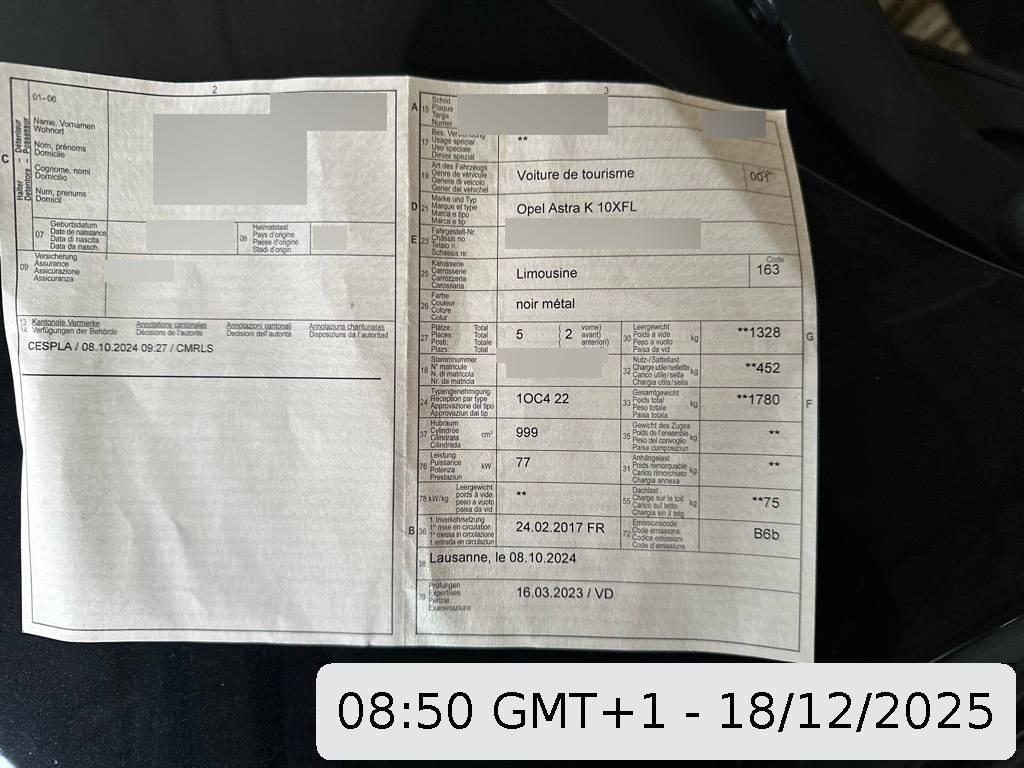 2
01-06
Halter – Détenteur
Detentore – Possessur
C
Name, Vornamen
Wohnort
Nom, prénoms
Domicile
Cognome, nomi
Domicilio
Num, prenums
Domicil
07
Geburtsdatum
Date de naissance
Data di nascita
Data da nasch.
08
Heimatstaat
Pays d'origine
Paese d'origine
Stadi d'origin
09
Versicherung
Assurance
Assicurazione
Assicuranza
13
14
Kantonale Vermerke
Verfügungen der Behörde
Annotations cantonales
Décisions de l'autorité
Annotazioni cantonali
Decisioni dell'autorità
Annotaziuns chantunalas
Disposiziuns da l'autoritad
CESPLA / 08.10.2024 09:27 / CMRLS
3
A 15
Schild
Plaque
Targa
Numer
17
Usage spécial
Uso speciale
Diever spezial
**
19
Art des Fahrzeugs
Genre de véhicule
Genere di veicolo
Gener dal vehichel
Voiture de tourisme
001
D 21
Marke und Typ
Marque et type
Marca e tipo
Marca e tip
Opel Astra K 10XFL
E 23
Fahrgestell-Nr.
Châssis no
Telaio n.
Schassis nr.
25
Karosserie
Carrosserie
Carrozzeria
Carossaria
Limousine
Code
163
26
Farbe
Couleur
Colore
Colur
noir métal
27
Plätze: Total
Places: Total
Posti: Totale
Plazs: Total
5
2
vorne)
avant)
anteriori)
30
Leergewicht
Poids à vide
Peso a vuoto
Paisa da vid
kg
**1328
G
18
Stammnummer
N° matricule
N. di matricola
Nr. da matricla
32
Nutz-/Sattellast
Charge utile/sellette
Carico utile/sella
Chargia utila/sella
kg
**452
24
Typengenehmigung
Réception par type
Approvazione del tipo
Approvaziun dal tip
1OC4 22
33
Gesamtgewicht
Poids total
Peso totale
Paisa totala
kg
**1780
F
37
Hubraum
Cylindrée
Cilindrata
Cilindrada
cm³
999
35
Gewicht des Zuges
Poids de l'ensemble
Peso del convoglio
Paisa cumposiziun
kg
**
76
Leistung
Puissance
Potenza
Prestaziun
kW
77
31
Anhängelast
Poids remorquable
Carico rimorchiato
Chargia annexa
kg
**
78 kW/kg
Leergewicht
poids à vide
peso a vuoto
paisa da vid
**
55
Dachlast
Charge sur le toit
Carico sul tetto
Chargia sin il tetg
kg
**75
B 36
1. Inverkehrsetzung
1re mise en circulation
1a messa in circolazione
1. entrada en circulaziun
24.02.2017 FR
72
Emissionscode
Code émissions
Codice emissioni
Code d'emissiuns
B6b
38
Lausanne, le 08.10.2024
39
Prüfungen
Expertises
Perizie
Examinaziuns
16.03.2023 / VD
08:50 GMT+1 - 18/12/2025